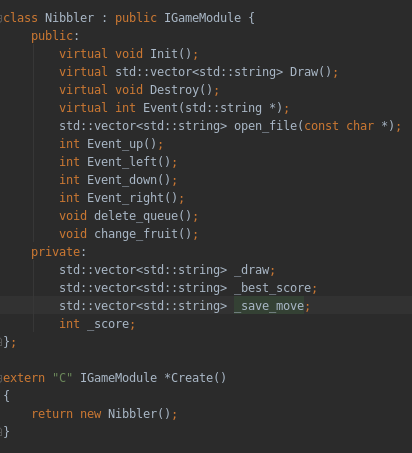 class Nibbler : public IGameModule {
    public:
        virtual void Init();
        virtual std::vector<std::string> Draw();
        virtual void Destroy();
        virtual int Event(std::string *);
        std::vector<std::string> open_file(const char *);
        int Event_up();
        int Event_left();
        int Event_down();
        int Event_right();
        void delete_queue();
        void change_fruit();
    private:
        std::vector<std::string> _draw;
        std::vector<std::string> _best_score;
        std::vector<std::string> _save_move;
        int _score;
};
extern "C" IGameModule *Create()
{
    return new Nibbler();
}